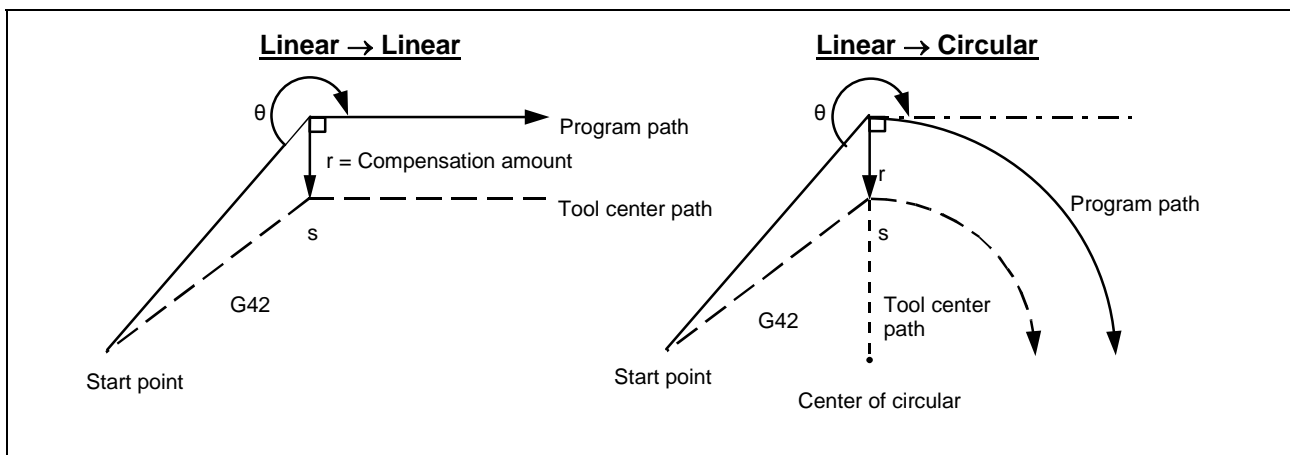 Linear → Linear
θ
Program path
r = Compensation amount
Tool center path
s
G42
Start point
Linear → Circular
θ
r
Program path
s
G42
Tool center
path
Start point
Center of circular